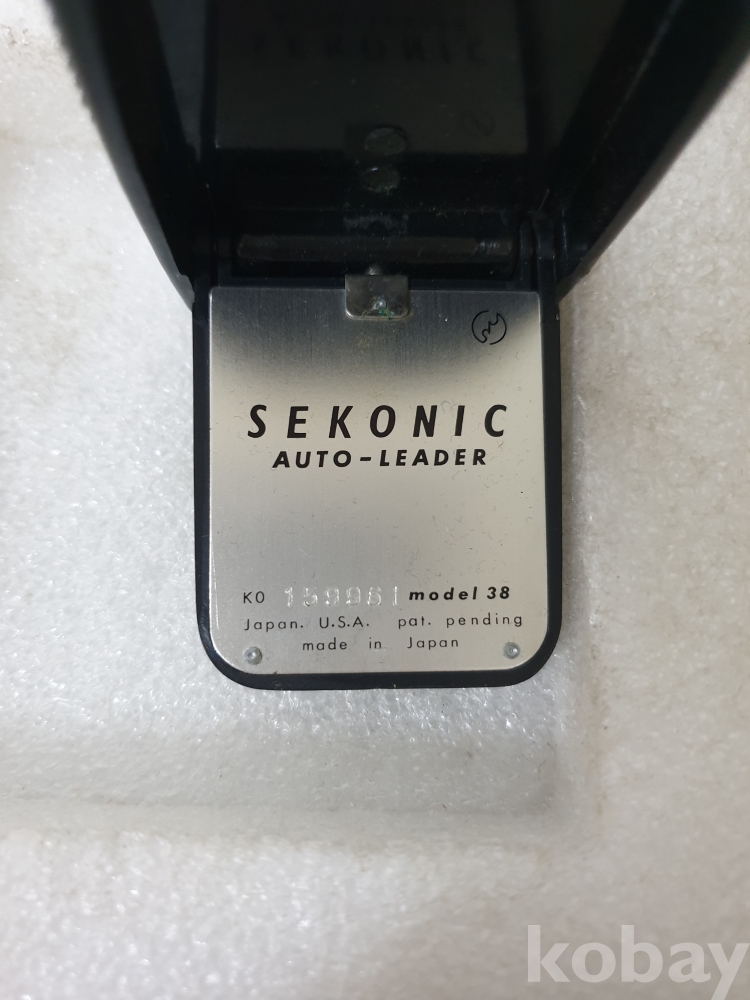 SEKONIC
AUTO-LEADER
KO 159961 model 38
Japan. U.S.A. pat. pending
made in Japan
kobay